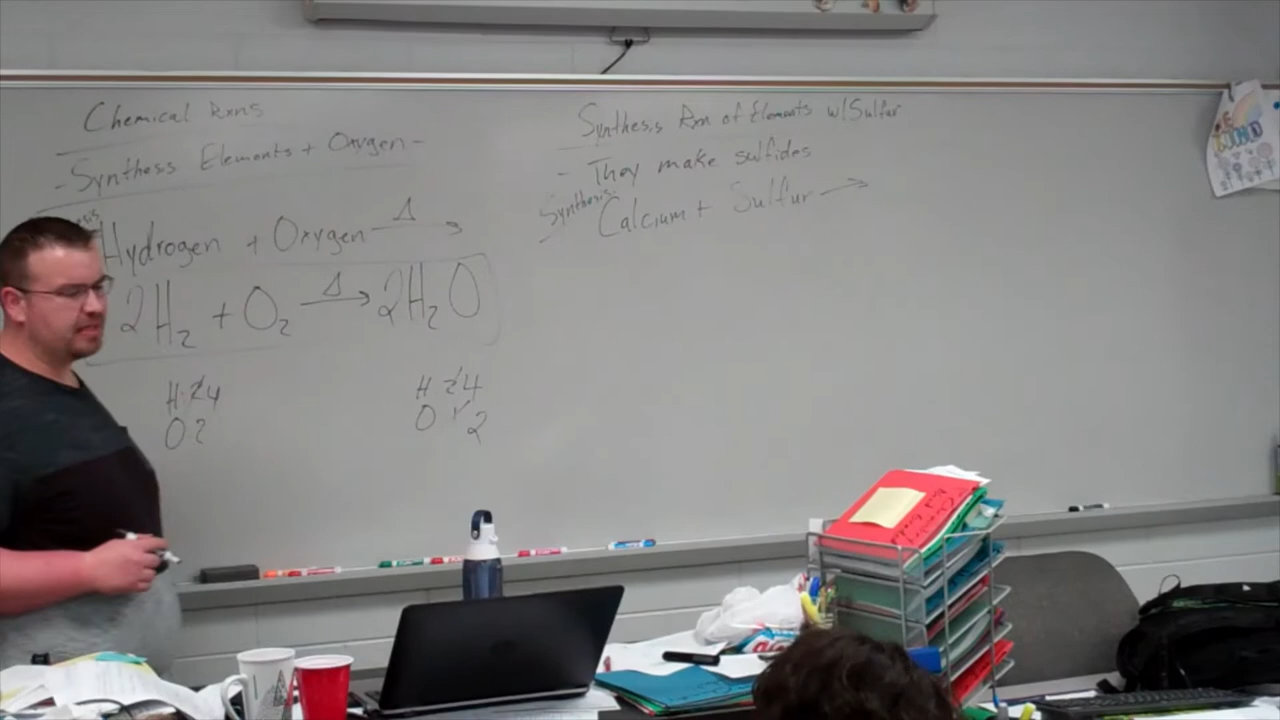 Chemical Rxns
- Synthesis Elements + Oxygen -
Hydrogen + Oxygen Δ →
2H₂ + O₂ Δ → 2H₂O
H 2 4
O 2
H 2 4
O 1 2
Synthesis Rxn of Elements w/ Sulfur
- They make sulfides
Synthesis:
Calcium + Sulfur →